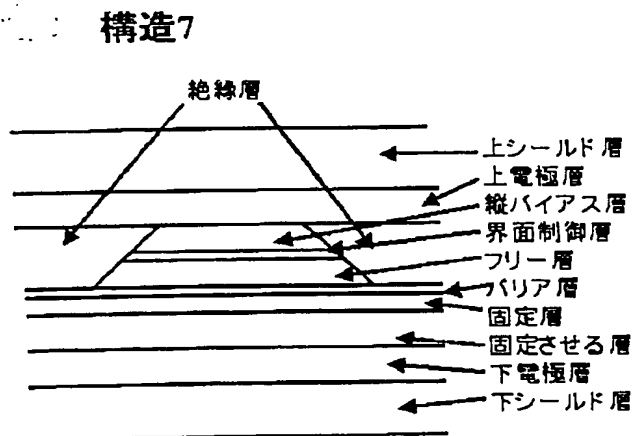 構造7
絶縁層
上シールド層
上電極層
縦バイアス層
界面制御層
フリー層
バリア層
固定層
固定させる層
下電極層
下シールド層